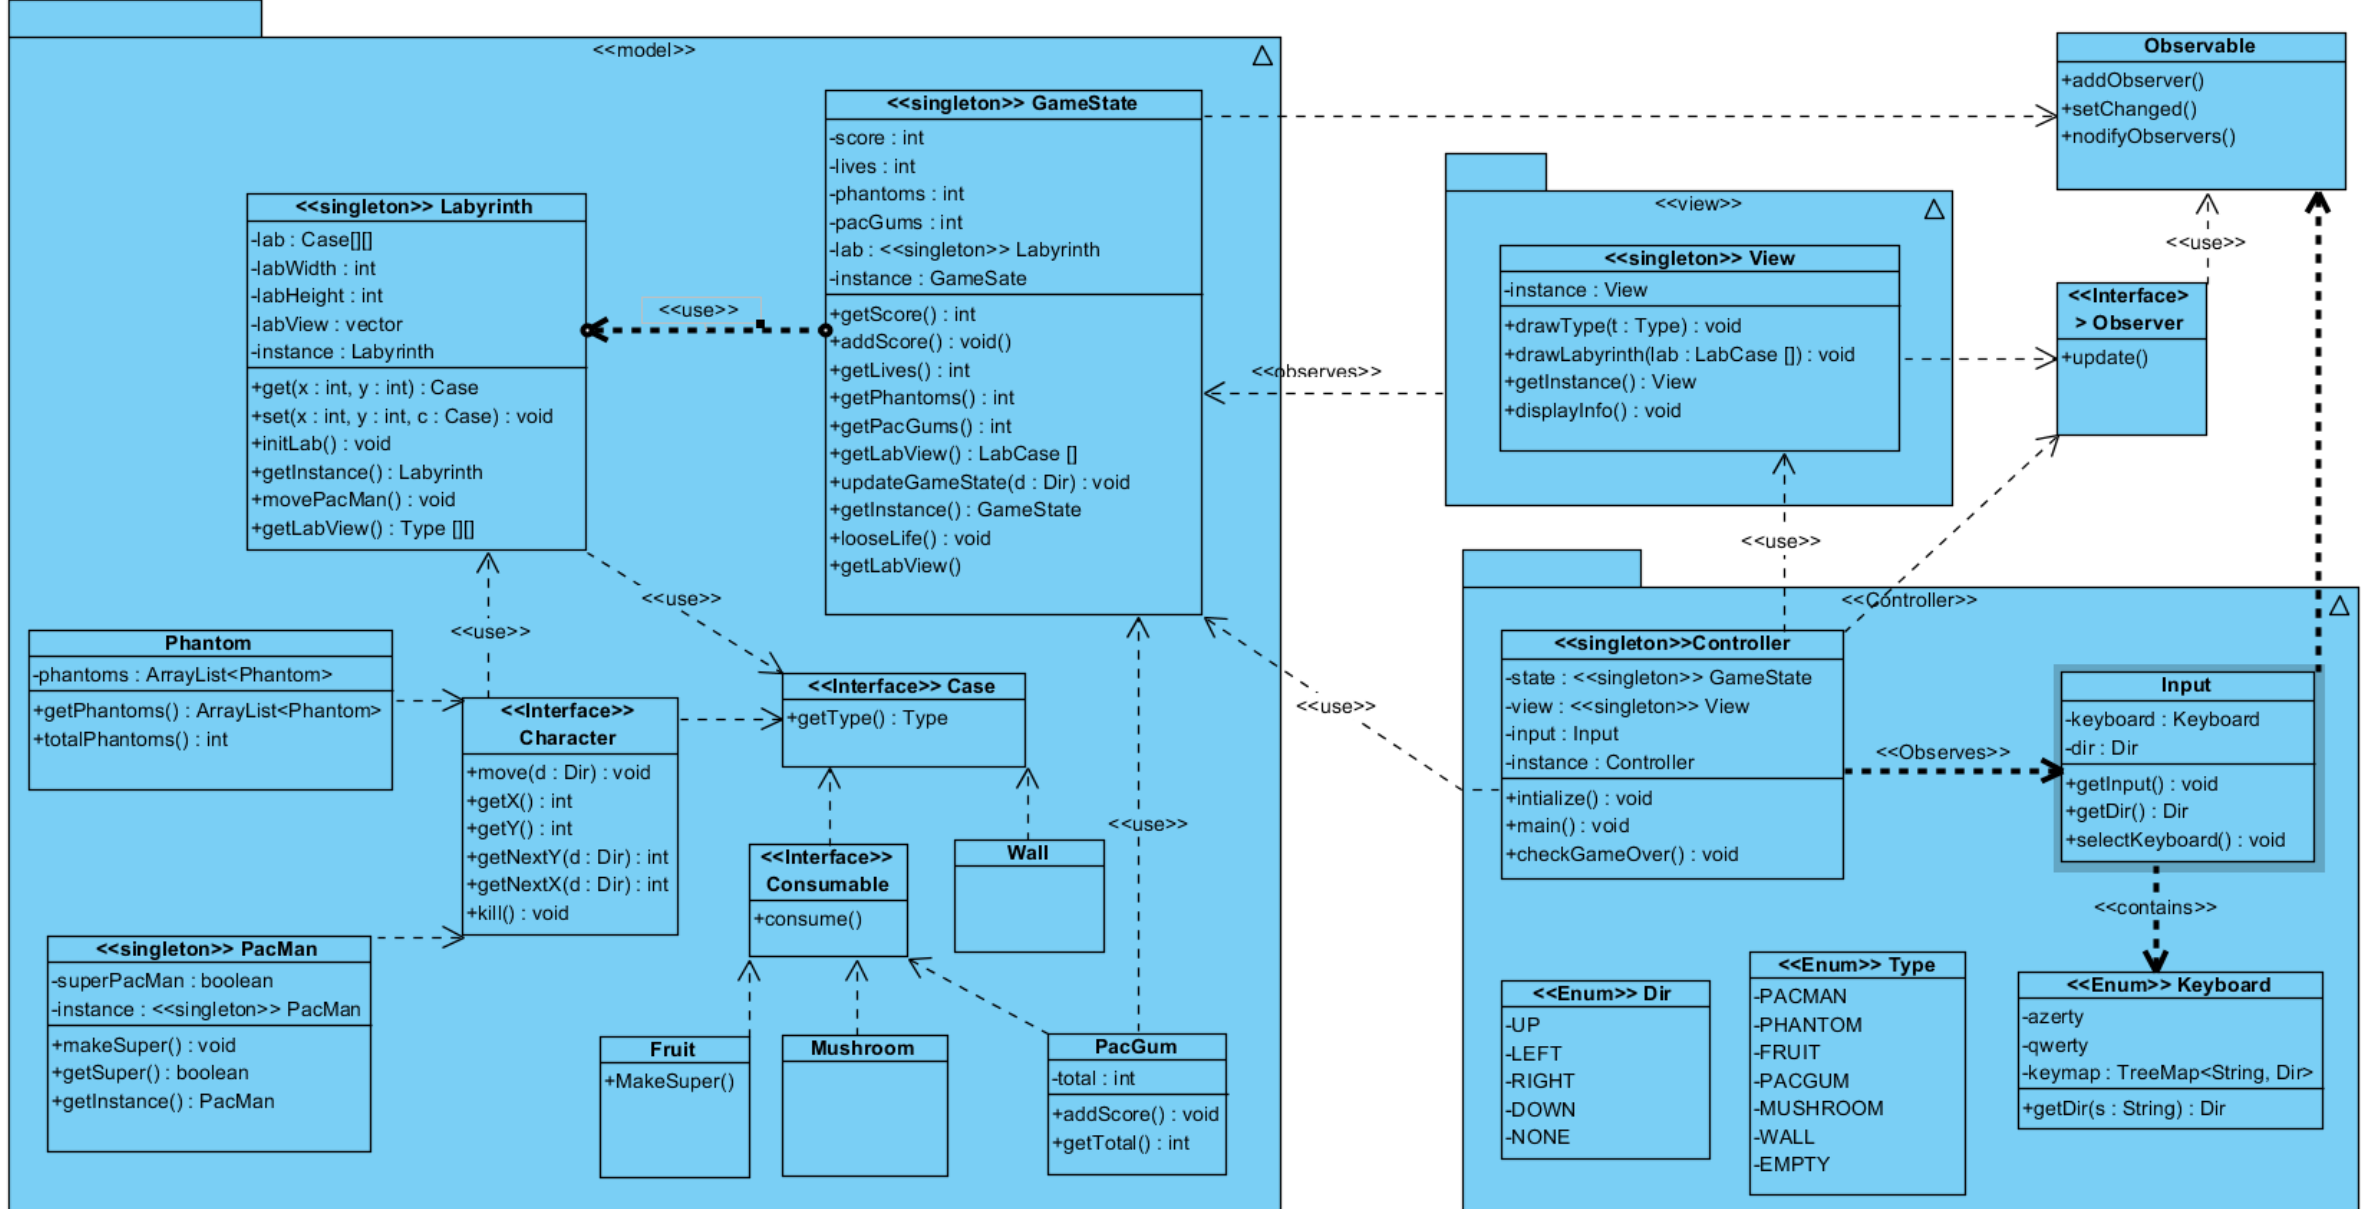 <<model>>
<<singleton>> GameState
-score : int
-lives : int
-phantoms : int
-pacGums : int
-lab : <<singleton>> Labyrinth
-instance : GameSate
+getScore() : int
+addScore() : void()
+getLives() : int
+getPhantoms() : int
+getPacGums() : int
+getLabView() : LabCase []
+updateGameState(d : Dir) : void
+getInstance() : GameState
+looseLife() : void
+getLabView()
<<singleton>> Labyrinth
-lab : Case[][]
-labWidth : int
-labHeight : int
-labView : vector
-instance : Labyrinth
+get(x : int, y : int) : Case
+set(x : int, y : int, c : Case) : void
+initLab() : void
+getInstance() : Labyrinth
+movePacMan() : void
+getLabView() : Type [][]
<<use>>
<<use>>
<<use>>
Phantom
-phantoms : ArrayList<Phantom>
+getPhantoms() : ArrayList<Phantom>
+totalPhantoms() : int
<<Interface>>
Character
+move(d : Dir) : void
+getX() : int
+getY() : int
+getNextY(d : Dir) : int
+getNextX(d : Dir) : int
+kill() : void
<<Interface>> Case
+getType() : Type
<<Interface>>
Consumable
+consume()
Wall
<<use>>
<<singleton>> PacMan
-superPacMan : boolean
-instance : <<singleton>> PacMan
+makeSuper() : void
+getSuper() : boolean
+getInstance() : PacMan
Fruit
+MakeSuper()
Mushroom
PacGum
-total : int
+addScore() : void
+getTotal() : int
<<observes>>
<<use>>
<<view>>
<<singleton>> View
-instance : View
+drawType(t : Type) : void
+drawLabyrinth(lab : LabCase []) : void
+getInstance() : View
+displayInfo() : void
Observable
+addObserver()
+setChanged()
+nodifyObservers()
<<use>>
<<Interface>
> Observer
+update()
<<use>>
<<Controller>>
<<singleton>>Controller
-state : <<singleton>> GameState
-view : <<singleton>> View
-input : Input
-instance : Controller
+intialize() : void
+main() : void
+checkGameOver() : void
<<Observes>>
Input
-keyboard : Keyboard
-dir : Dir
+getInput() : void
+getDir() : Dir
+selectKeyboard() : void
<<contains>>
<<Enum>> Dir
-UP
-LEFT
-RIGHT
-DOWN
-NONE
<<Enum>> Type
-PACMAN
-PHANTOM
-FRUIT
-PACGUM
-MUSHROOM
-WALL
-EMPTY
<<Enum>> Keyboard
-azerty
-qwerty
-keymap : TreeMap<String, Dir>
+getDir(s : String) : Dir